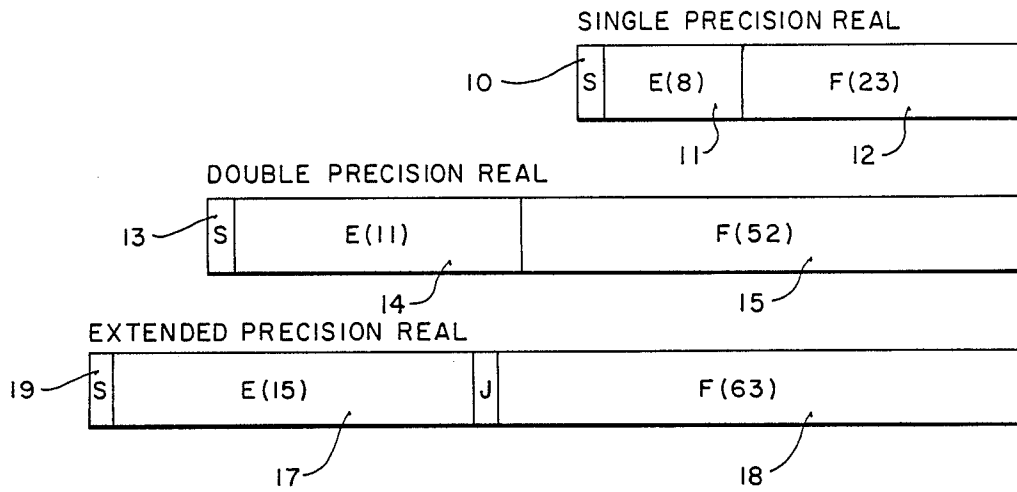 SINGLE PRECISION REAL
10 S E(8) F(23)
11 12
DOUBLE PRECISION REAL
13 S E(11) F(52)
14 15
EXTENDED PRECISION REAL
19 S E(15) J F(63)
17 18